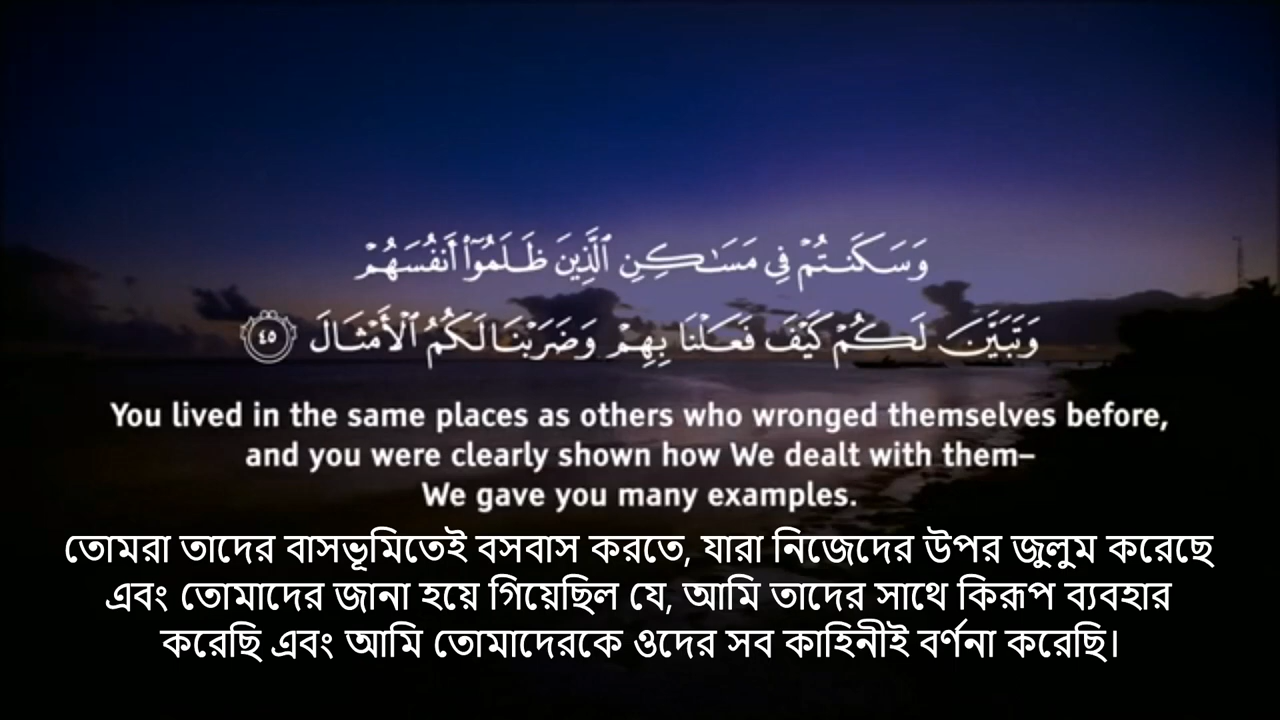 وَسَكَنتُمْ فِي مَسَٰكِنِ ٱلَّذِينَ ظَلَمُوٓا۟ أَنفُسَهُمْ
وَتَبَيَّنَ لَكُمْ كَيْفَ فَعَلْنَا بِهِمْ وَضَرَبْنَا لَكُمُ ٱلْأَمْثَالَ ٤٥
You lived in the same places as others who wronged themselves before,
and you were clearly shown how We dealt with them–
We gave you many examples.
তোমরা তাদের বাসভূমিতেই বসবাস করতে, যারা নিজেদের উপর জুলুম করেছে
এবং তোমাদের জানা হয়ে গিয়েছিল যে, আমি তাদের সাথে কিরূপ ব্যবহার
করেছি এবং আমি তোমাদেরকে ওদের সব কাহিনীই বর্ণনা করেছি।